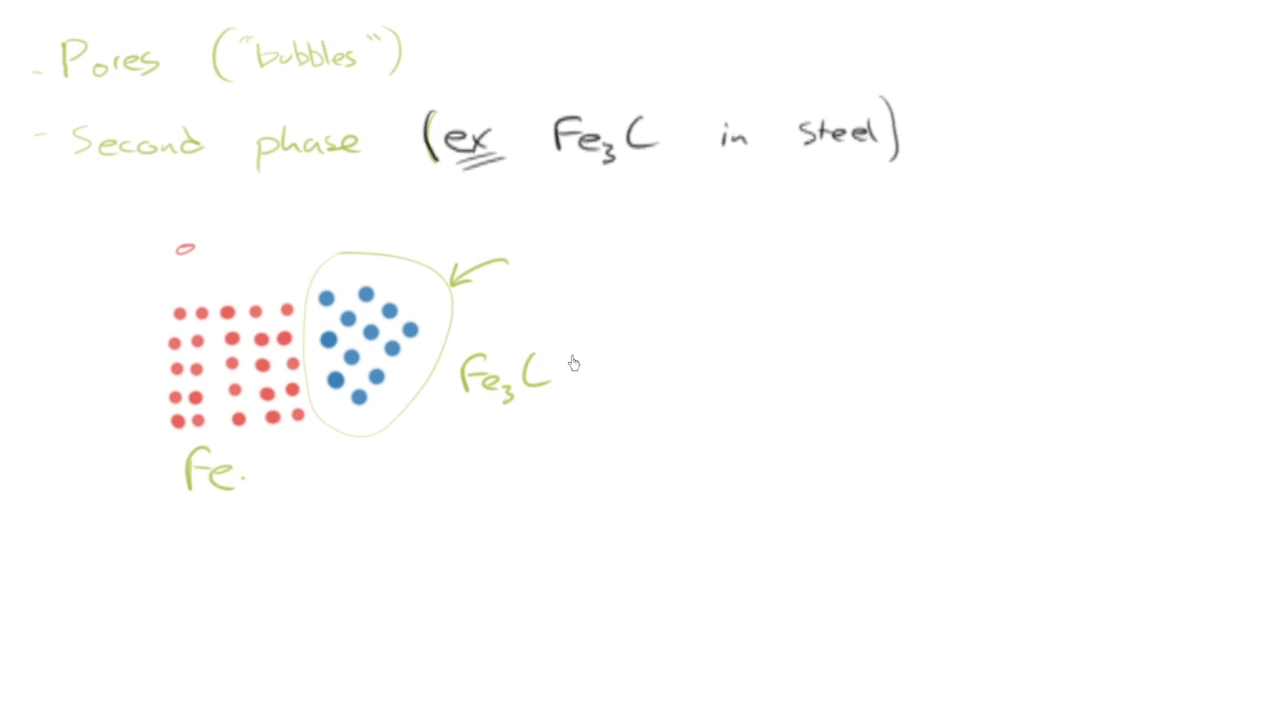 - Pores ("bubbles")
- Second phase (ex Fe₃C in steel)
Fe₃C
Fe.